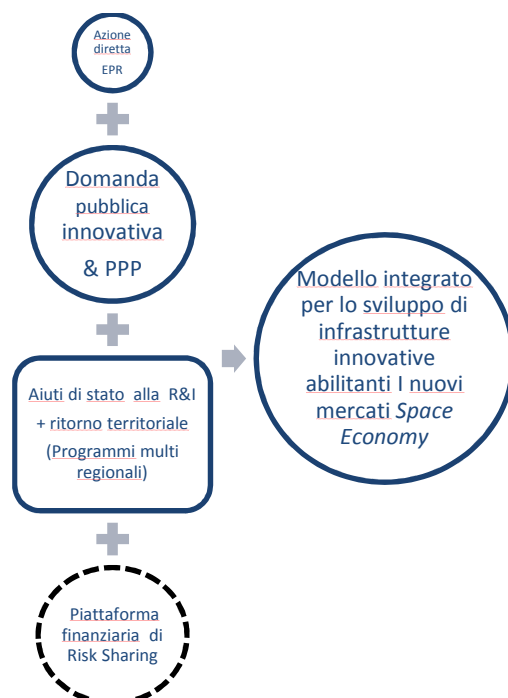 Azione
diretta
EPR
Domanda
pubblica
innovativa
& PPP
Aiuti di stato alla R&I
+ ritorno territoriale
(Programmi multi
regionali)
Piattaforma
finanziaria di
Risk Sharing
Modello integrato
per lo sviluppo di
infrastrutture
innovative
abilitanti I nuovi
mercati Space
Economy